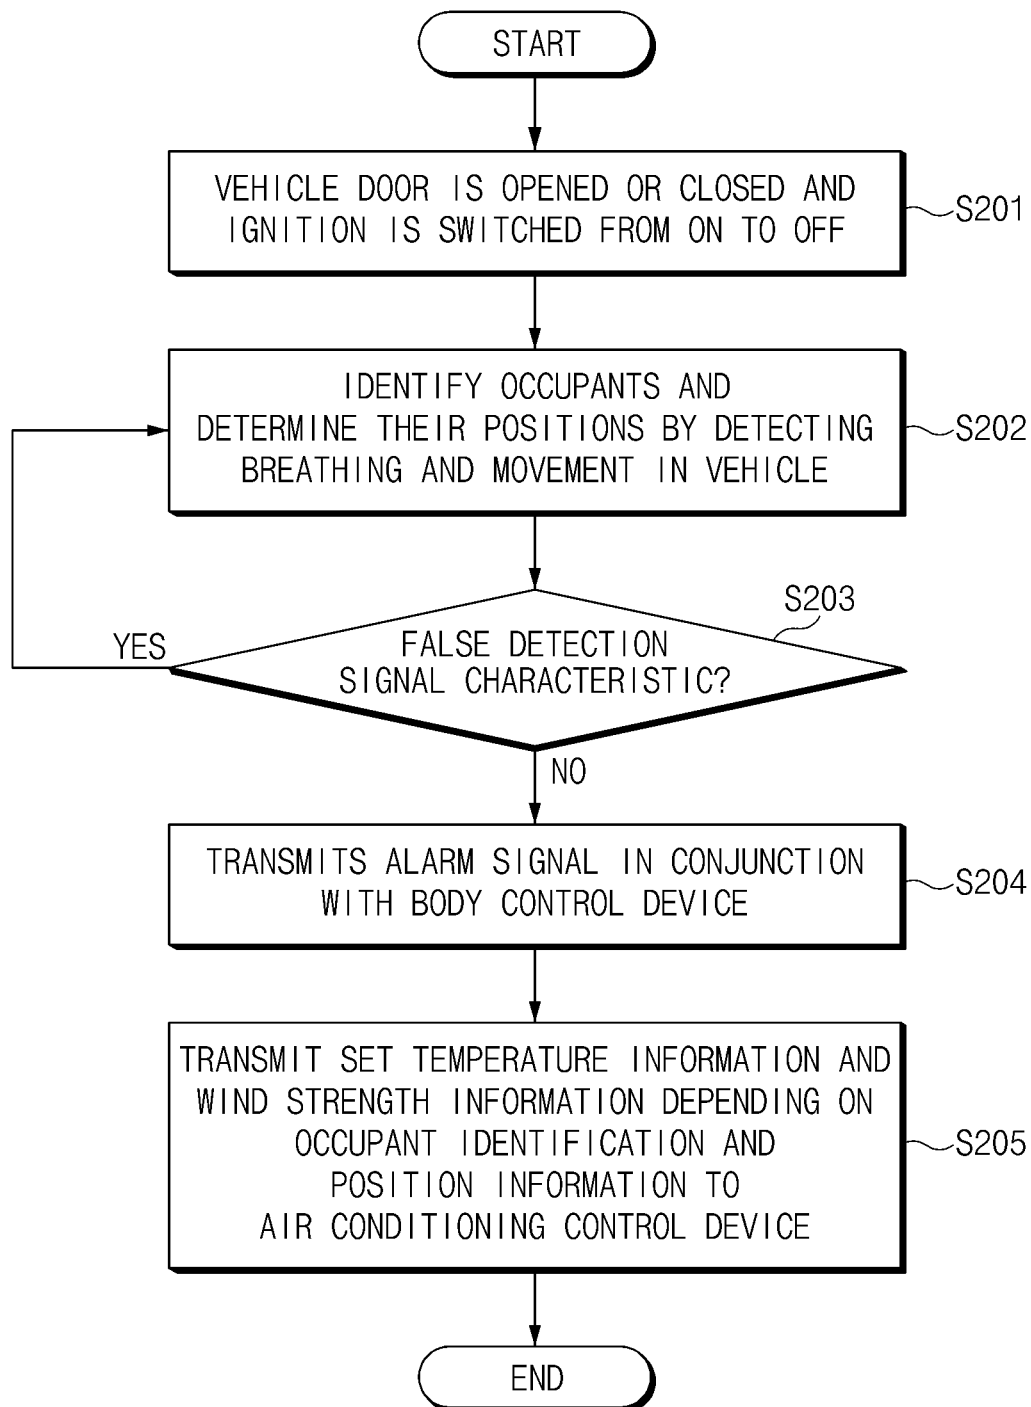 START
VEHICLE DOOR IS OPENED OR CLOSED AND
IGNITION IS SWITCHED FROM ON TO OFF
S201
IDENTIFY OCCUPANTS AND
DETERMINE THEIR POSITIONS BY DETECTING
BREATHING AND MOVEMENT IN VEHICLE
S202
S203
YES
FALSE DETECTION
SIGNAL CHARACTERISTIC?
NO
TRANSMITS ALARM SIGNAL IN CONJUNCTION
WITH BODY CONTROL DEVICE
S204
TRANSMIT SET TEMPERATURE INFORMATION AND
WIND STRENGTH INFORMATION DEPENDING ON
OCCUPANT IDENTIFICATION AND
POSITION INFORMATION TO
AIR CONDITIONING CONTROL DEVICE
S205
END